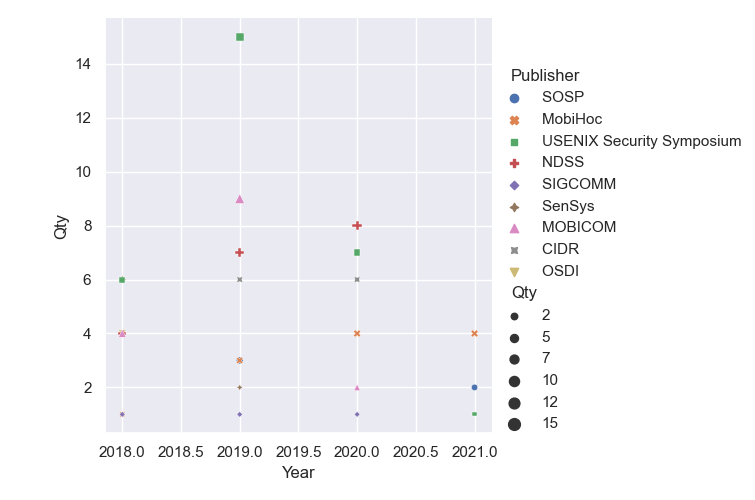 14
12
10
8
6
4
2
Qty
2018.0 2018.5 2019.0 2019.5 2020.0 2020.5 2021.0
Year
Publisher
SOSP
MobiHoc
USENIX Security Symposium
NDSS
SIGCOMM
SenSys
MOBICOM
CIDR
OSDI
Qty
2
5
7
10
12
15